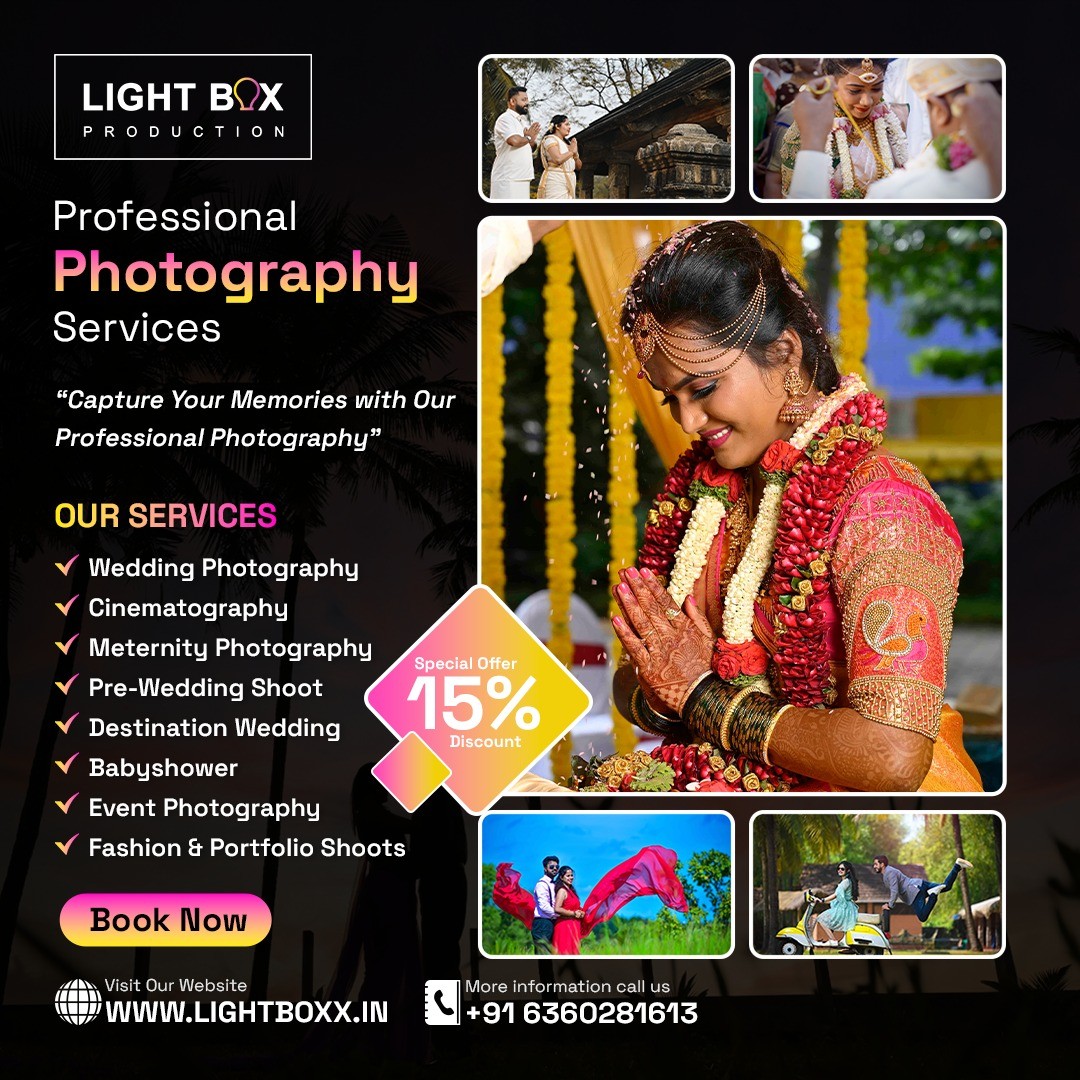 LIGHT BOX
PRODUCTION
Professional
Photography
Services
“Capture Your Memories with Our
Professional Photography”
OUR SERVICES
Wedding Photography
Cinematography
Meternity Photography
Pre-Wedding Shoot
Destination Wedding
Babyshower
Event Photography
Fashion & Portfolio Shoots
Special Offer
15%
Discount
Book Now
Visit Our Website
WWW.LIGHTBOXX.IN
More information call us
+91 6360281613